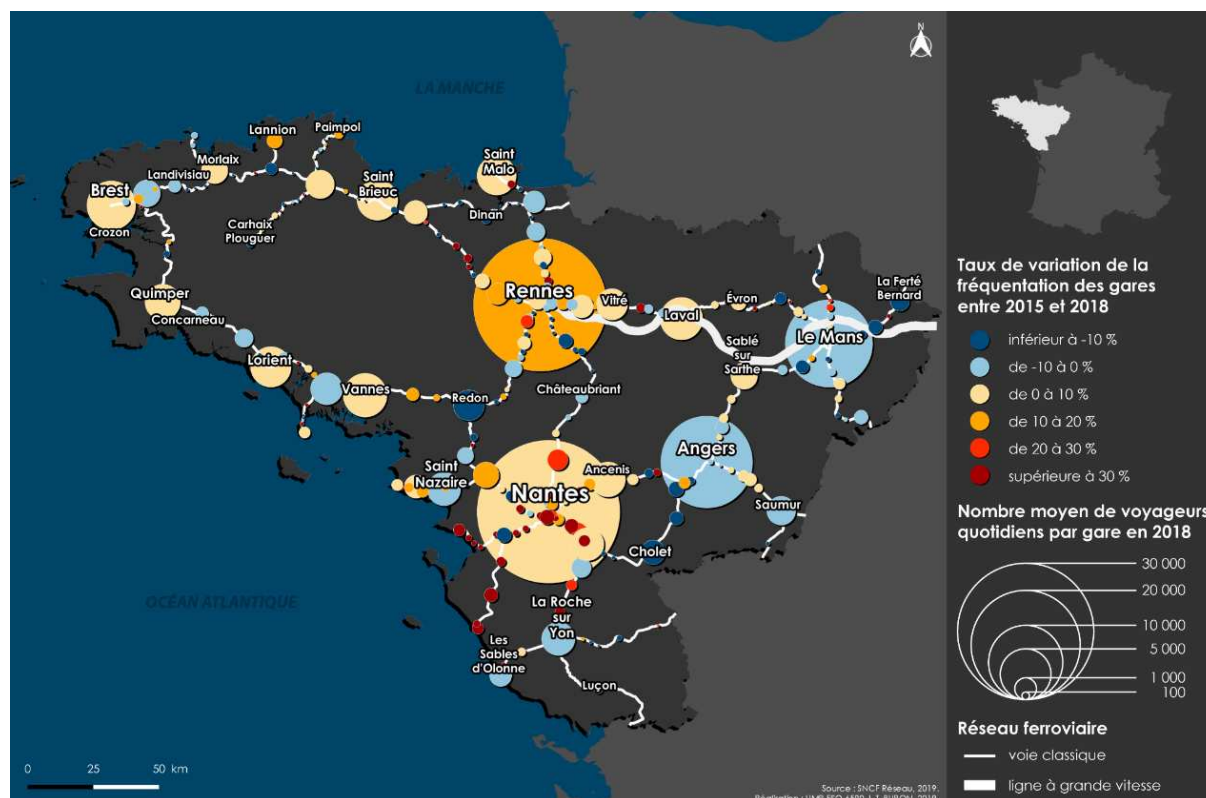 N
LA MANCHE
Lannion
Paimpol
Morlaix
Landivisiau
Saint
Malo
Brest
Saint
Brieuc
Crozon
Dinan
Carhaix
Plouguer
La Ferté
Bernard
Quimper
Rennes
Vitré
Évron
Laval
Le Mans
Concarneau
Sablé
sur
Sarthe
Lorient
Vannes
Redon
Châteaubriant
Angers
Saint
Nazaire
Ancenis
Nantes
Saumur
Cholet
OCÉAN ATLANTIQUE
La Roche
sur
Yon
Les
Sables
d'Olonne
Luçon
0 25 50 km
Source : SNCF Réseau, 2019.
Taux de variation de la
fréquentation des gares
entre 2015 et 2018
inférieur à -10 %
de -10 à 0 %
de 0 à 10 %
de 10 à 20 %
de 20 à 30 %
supérieure à 30 %
Nombre moyen de voyageurs
quotidiens par gare en 2018
30 000
20 000
10 000
5 000
1 000
100
Réseau ferroviaire
voie classique
ligne à grande vitesse